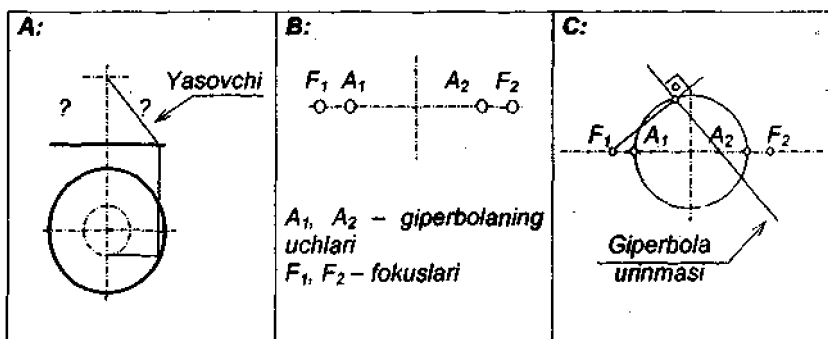 A:
? ? Yasovchi
B:
F₁ A₁ A₂ F₂
A₁, A₂ – giperbolaning
uchlari
F₁, F₂ – fokuslari
C:
F₁ A₁ A₂ F₂
Giperbola
urinmasi